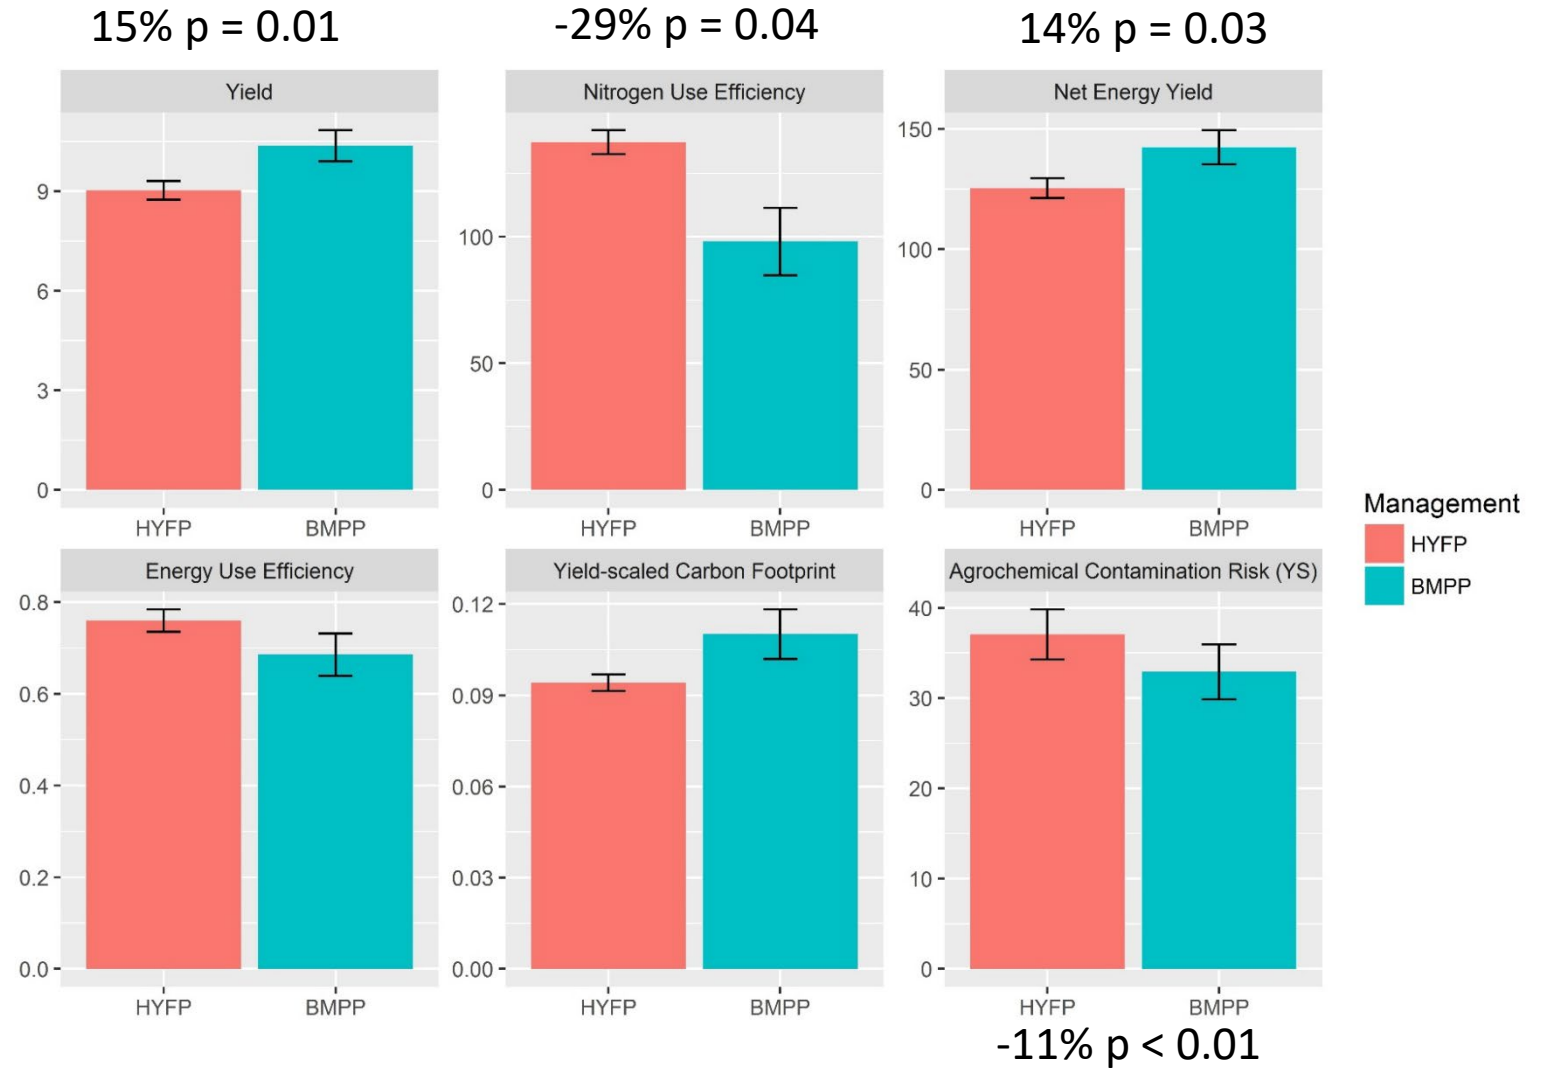 15% p = 0.01
-29% p = 0.04
14% p = 0.03
Yield
Nitrogen Use Efficiency
Net Energy Yield
9
6
3
0
100
50
0
150
100
50
0
HYFP BMPP
HYFP BMPP
HYFP BMPP
Energy Use Efficiency
Yield-scaled Carbon Footprint
Agrochemical Contamination Risk (YS)
0.8
0.6
0.4
0.2
0.0
0.12
0.09
0.06
0.03
0.00
40
30
20
10
0
HYFP BMPP
HYFP BMPP
HYFP BMPP
-11% p < 0.01
Management
HYFP
BMPP